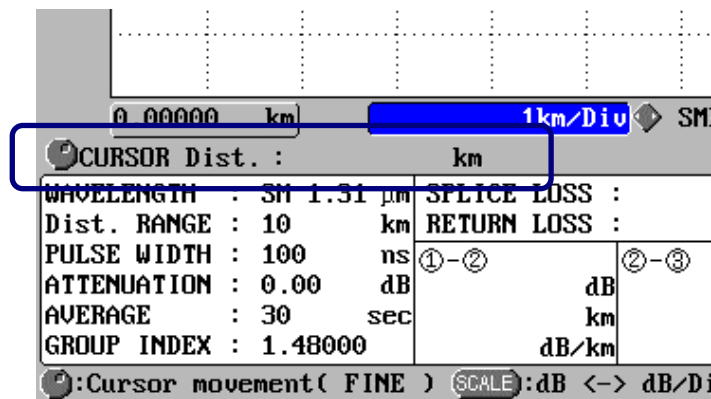 0.00000 km 1km/Div SM
CURSOR Dist. : km
WAVELENGTH : SM 1.31 μm SPLICE LOSS :
Dist. RANGE : 10 km RETURN LOSS :
PULSE WIDTH : 100 ns ①-② ②-③
ATTENUATION : 0.00 dB dB
AVERAGE : 30 sec km
GROUP INDEX : 1.48000 dB/km
:Cursor movement( FINE ) SCALE:dB <-> dB/Di